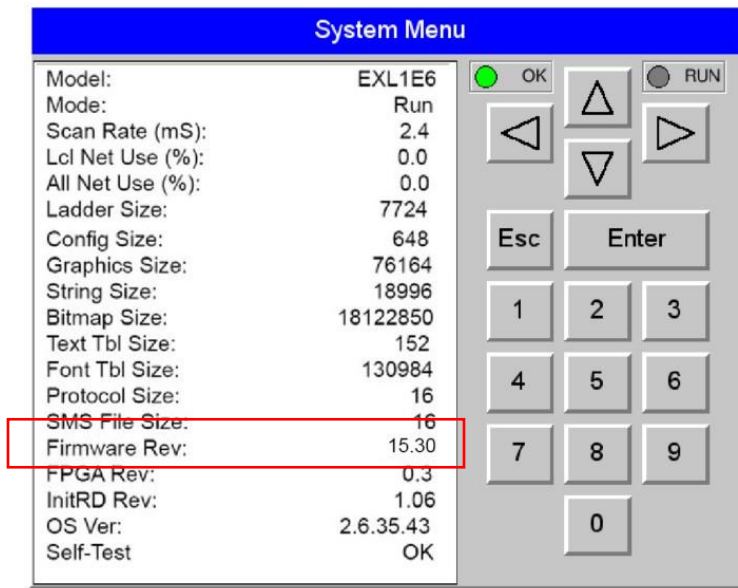 System Menu
Model: EXL1E6
Mode: Run
Scan Rate (mS): 2.4
Lcl Net Use (%): 0.0
All Net Use (%): 0.0
Ladder Size: 7724
Config Size: 648
Graphics Size: 76164
String Size: 18996
Bitmap Size: 18122850
Text Tbl Size: 152
Font Tbl Size: 130984
Protocol Size: 16
SMS File Size: 16
Firmware Rev: 15.30
FPGA Rev: 0.3
InitRD Rev: 1.06
OS Ver: 2.6.35.43
Self-Test OK
OK RUN
Esc Enter
1 2 3
4 5 6
7 8 9
0